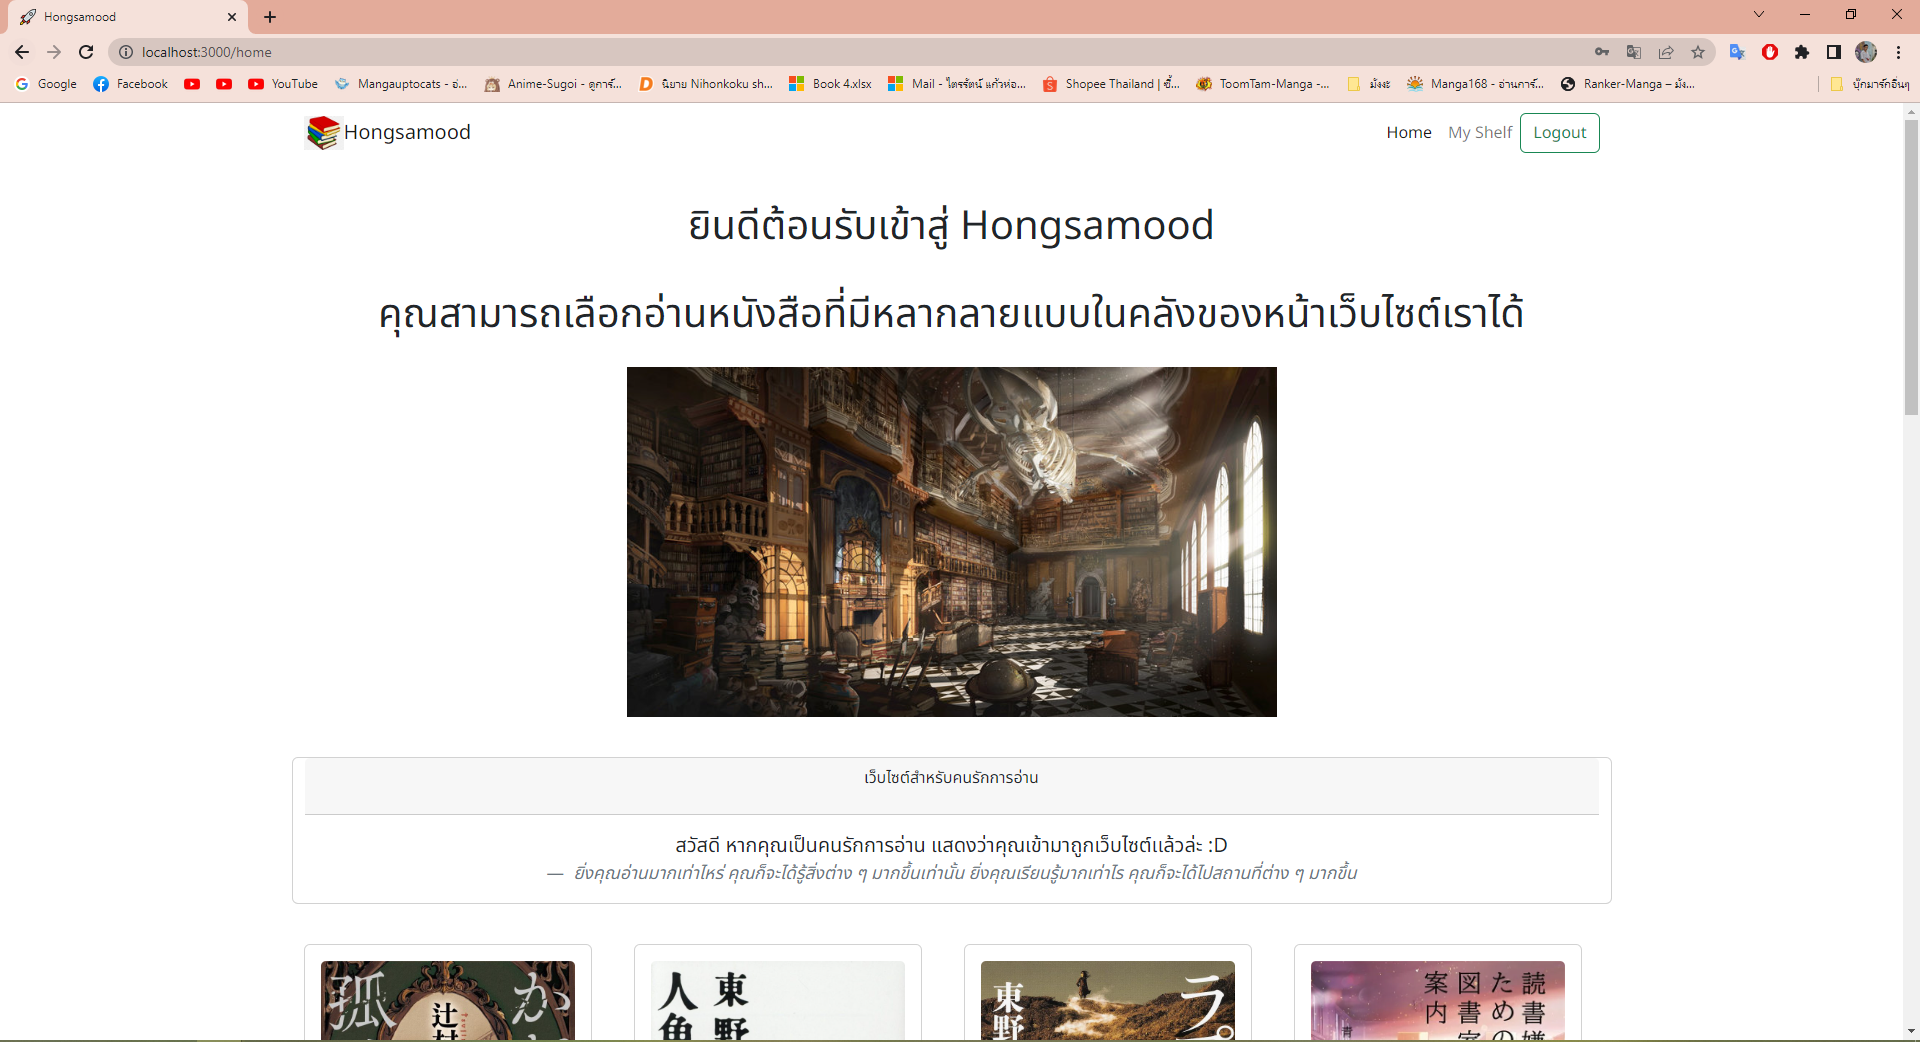 Hongsamood
localhost:3000/home
Google
Facebook
YouTube
Mangauptocats - อ่...
Anime-Sugoi - ดูการ์...
นิยาย Nihonkoku sh...
Book 4.xlsx
Mail - ไตรรัตน์ แก้วห่อ...
Shopee Thailand | ซื้...
ToomTam-Manga -...
มังงะ
Manga168 - อ่านการ์...
Ranker-Manga – มัง...
บุ๊กมาร์กอื่นๆ
Hongsamood
Home
My Shelf
Logout
ยินดีต้อนรับเข้าสู่ Hongsamood
คุณสามารถเลือกอ่านหนังสือที่มีหลากลายแบบในคลังของหน้าเว็บไซต์เราได้
เว็บไซต์สำหรับคนรักการอ่าน
สวัสดี หากคุณเป็นคนรักการอ่าน แสดงว่าคุณเข้ามาถูกเว็บไซต์แล้วล่ะ :D
— ยิ่งคุณอ่านมากเท่าไหร่ คุณก็จะได้รู้สิ่งต่าง ๆ มากขึ้นเท่านั้น ยิ่งคุณเรียนรู้มากเท่าไร คุณก็จะได้ไปสถานที่ต่าง ๆ มากขึ้น
か
辻村
孤
東野
人魚
ラプ
東野
読書嫌
ための
図書室
案内
青